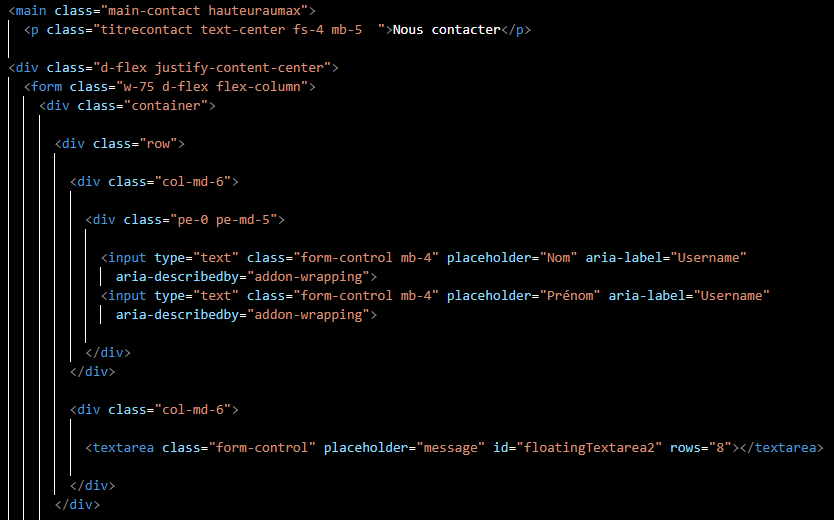 <main class="main-contact hauteuraumax">
<p class="titrecontact text-center fs-4 mb-5  ">Nous contacter</p>
<div class="d-flex justify-content-center">
<form class="w-75 d-flex flex-column">
<div class="container">
<div class="row">
<div class="col-md-6">
<div class="pe-0 pe-md-5">
<input type="text" class="form-control mb-4" placeholder="Nom" aria-label="Username"
aria-describedby="addon-wrapping">
<input type="text" class="form-control mb-4" placeholder="Prénom" aria-label="Username"
aria-describedby="addon-wrapping">
</div>
</div>
<div class="col-md-6">
<textarea class="form-control" placeholder="message" id="floatingTextarea2" rows="8"></textarea>
</div>
</div>